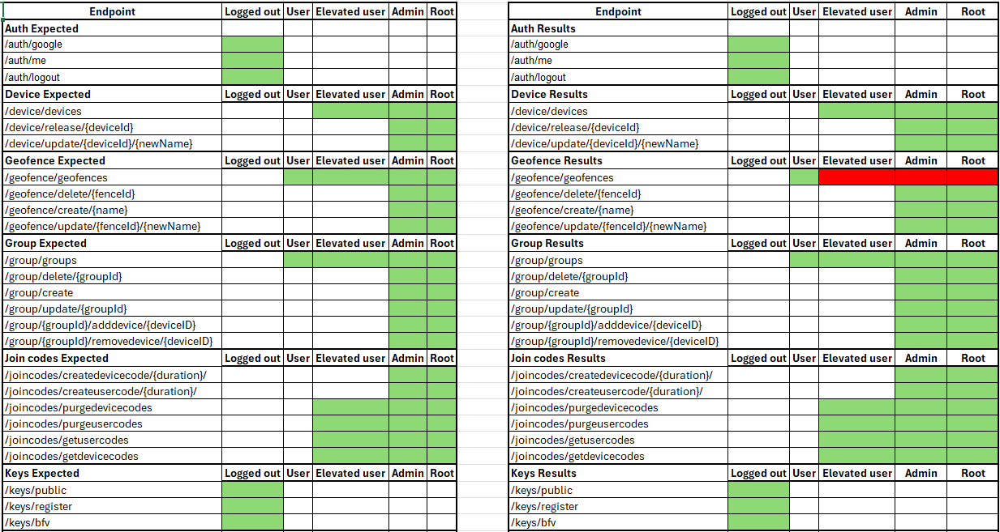 Endpoint Logged out User Elevated user Admin Root Endpoint Logged out User Elevated user Admin Root
Auth Expected Auth Results
/auth/google /auth/google
/auth/me /auth/me
/auth/logout /auth/logout
Device Expected Logged out User Elevated user Admin Root Device Results Logged out User Elevated user Admin Root
/device/devices /device/devices
/device/release/{deviceId} /device/release/{deviceId}
/device/update/{deviceId}/{newName} /device/update/{deviceId}/{newName}
Geofence Expected Logged out User Elevated user Admin Root Geofence Results Logged out User Elevated user Admin Root
/geofence/geofences /geofence/geofences
/geofence/delete/{fenceId} /geofence/delete/{fenceId}
/geofence/create/{name} /geofence/create/{name}
/geofence/update/{fenceId}/{newName} /geofence/update/{fenceId}/{newName}
Group Expected Logged out User Elevated user Admin Root Group Results Logged out User Elevated user Admin Root
/group/groups /group/groups
/group/delete/{groupId} /group/delete/{groupId}
/group/create /group/create
/group/update/{groupId} /group/update/{groupId}
/group/{groupId}/adddevice/{deviceID} /group/{groupId}/adddevice/{deviceID}
/group/{groupId}/removedevice/{deviceID} /group/{groupId}/removedevice/{deviceID}
Join codes Expected Logged out User Elevated user Admin Root Join codes Results Logged out User Elevated user Admin Root
/joincodes/createdevicecode/{duration}/ /joincodes/createdevicecode/{duration}/
/joincodes/createusercode/{duration}/ /joincodes/createusercode/{duration}/
/joincodes/purgedevicecodes /joincodes/purgedevicecodes
/joincodes/purgeusercodes /joincodes/purgeusercodes
/joincodes/getusercodes /joincodes/getusercodes
/joincodes/getdevicecodes /joincodes/getdevicecodes
Keys Expected Logged out User Elevated user Admin Root Keys Results Logged out User Elevated user Admin Root
/keys/public /keys/public
/keys/register /keys/register
/keys/bfv /keys/bfv